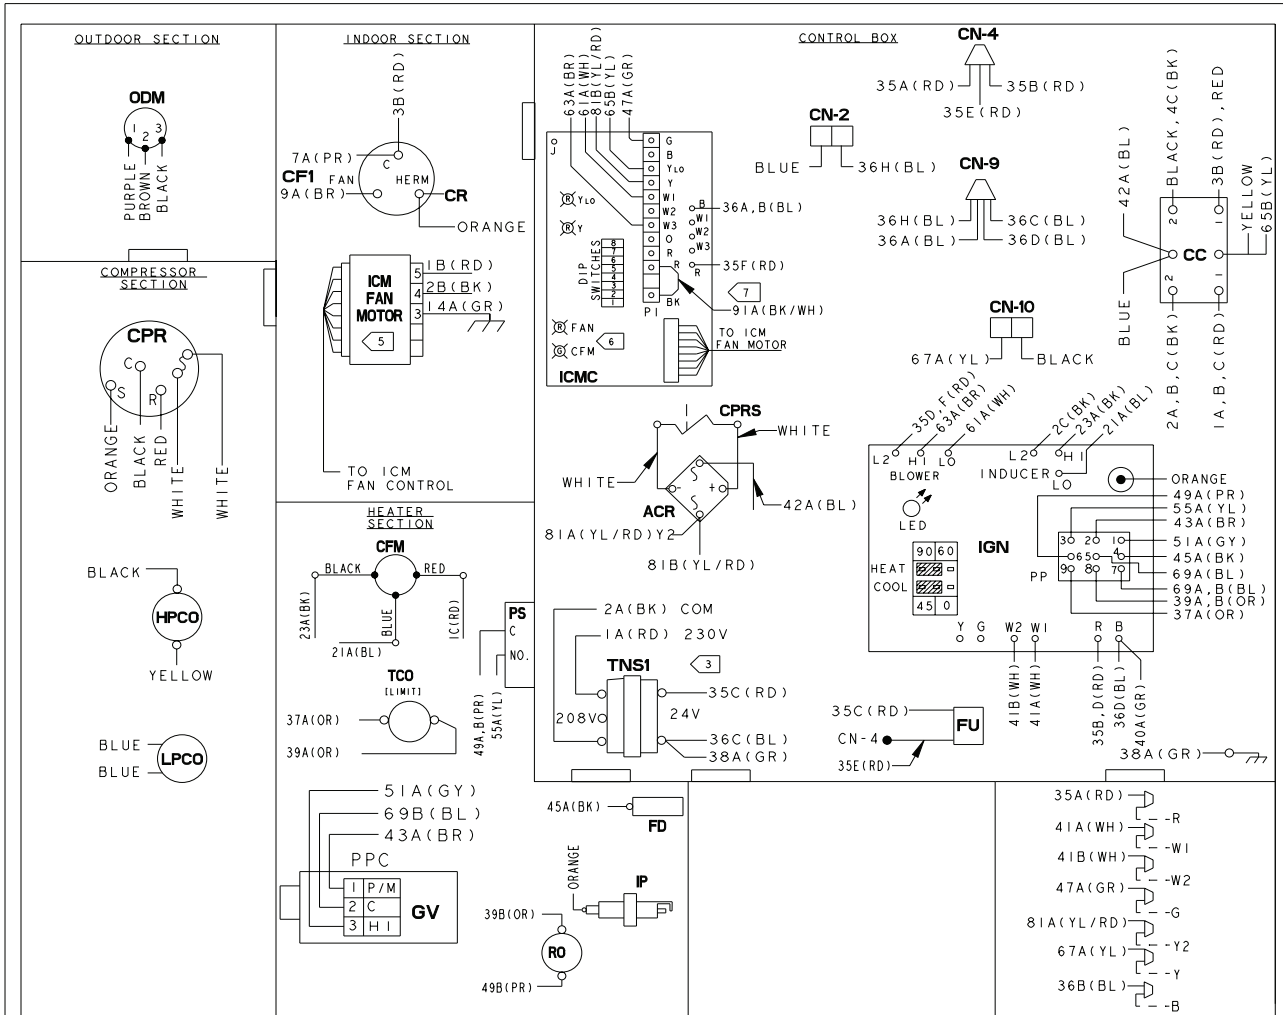 OUTDOOR SECTION
ODM
1 2 3
PURPLE
BROWN
BLACK
COMPRESSOR
SECTION
CPR
C
S
R
ORANGE
BLACK
RED
WHITE
WHITE
BLACK
HPCO
YELLOW
BLUE
LPCO
BLUE
INDOOR SECTION
3B(RD)
7A(PR)
C
CF1 FAN HERM CR
9A(BR)
ORANGE
ICM
FAN
MOTOR
5
5 1B(RD)
4 2B(BK)
3 14A(GR)
TO ICM
FAN CONTROL
HEATER
SECTION
CFM
BLACK RED
BLUE
23A(BK)
21A(BL)
1C(RD)
PS
C
NO.
49A,B(PR)
55A(YL)
TCO
[LIMIT]
37A(OR)
39A(OR)
51A(GY)
69B(BL)
43A(BR)
PPC
1 P/M
2 C
3 HI
GV
45A(BK)
FD
ORANGE
IP
39B(OR)
RO
49B(PR)
CONTROL BOX
63A(BR)
61A(WH)
81B(YL/RD)
65B(YL)
47A(GR)
J
G
B
YLO
Y
W1
W2
W3
O
R
R
BK
P1
R YLO
R Y
DIP
SWITCHES
8
7
6
5
4
3
2
1
B
W1
W2
W3
R
36A,B(BL)
35F(RD)
7
91A(BK/WH)
R FAN
G CFM
6
ICMC
TO ICM
FAN MOTOR
CN-4
35A(RD) 35B(RD)
35E(RD)
CN-2
BLUE 36H(BL)
CN-9
36H(BL) 36C(BL)
36A(BL) 36D(BL)
CN-10
67A(YL) BLACK
42A(BL)
BLACK,4C(BK)
3B(RD),RED
YELLOW
65B(YL)
2 1
CC
2 1
BLUE
2A,B,C(BK)
1A,B,C(RD)
CPRS
WHITE
WHITE
- +
ACR
42A(BL)
81A(YL/RD)Y2
81B(YL/RD)
35D,F(RD)
63A(BR)
61A(WH)
2C(BK)
23A(BK)
21A(BL)
L2 HI LO
BLOWER
L2 HI
INDUCER
LO
LED
IGN
90 60
HEAT
COOL
45 0
3 2 1
6 5 4
9 8 7
PP
ORANGE
49A(PR)
55A(YL)
43A(BR)
51A(GY)
45A(BK)
69A(BL)
69A,B(BL)
39A,B(OR)
37A(OR)
Y G W2 W1 R B
41B(WH)
41A(WH)
35B,D(RD)
36D(BL)
40A(GR)
2A(BK) COM
1A(RD) 230V
TNS1
3
208V 24V
35C(RD)
36C(BL)
38A(GR)
35C(RD)
FU
CN-4
35E(RD)
38A(GR)
35A(RD)
R
41A(WH)
W1
41B(WH)
W2
47A(GR)
G
81A(YL/RD)
Y2
67A(YL)
Y
36B(BL)
B